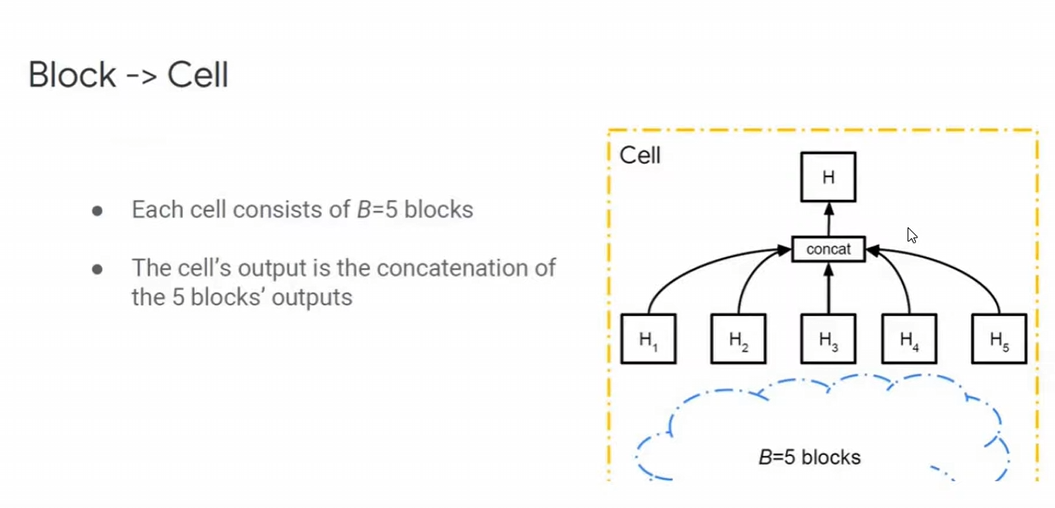 Block -> Cell
● Each cell consists of B=5 blocks
● The cell's output is the concatenation of
the 5 blocks' outputs
Cell
H
concat
H₁ H₂ H₃ H₄ H₅
B=5 blocks